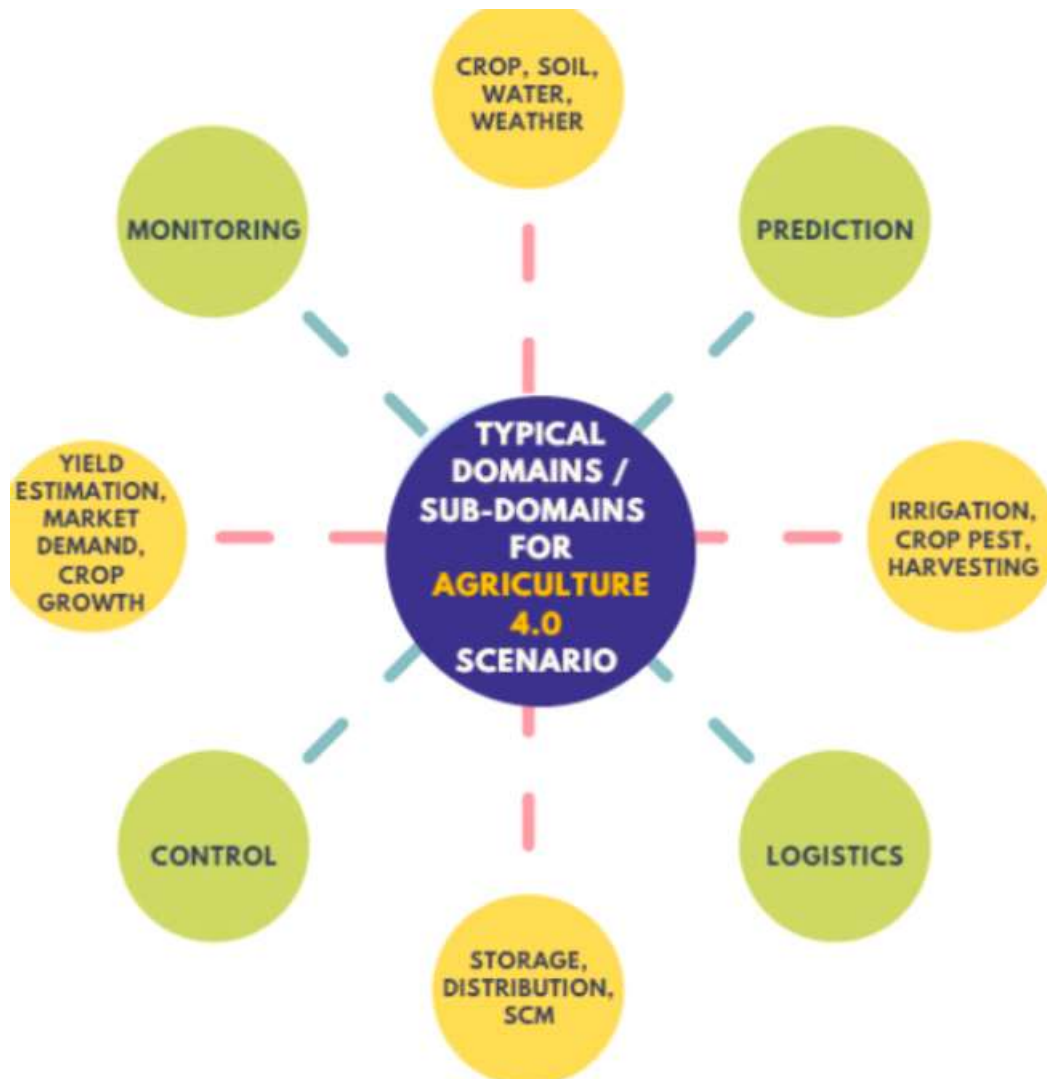 CROP, SOIL,
WATER,
WEATHER
MONITORING
PREDICTION
TYPICAL
DOMAINS /
SUB-DOMAINS
FOR
AGRICULTURE
4.0
SCENARIO
YIELD
ESTIMATION,
MARKET
DEMAND,
CROP
GROWTH
IRRIGATION,
CROP PEST,
HARVESTING
CONTROL
LOGISTICS
STORAGE,
DISTRIBUTION,
SCM